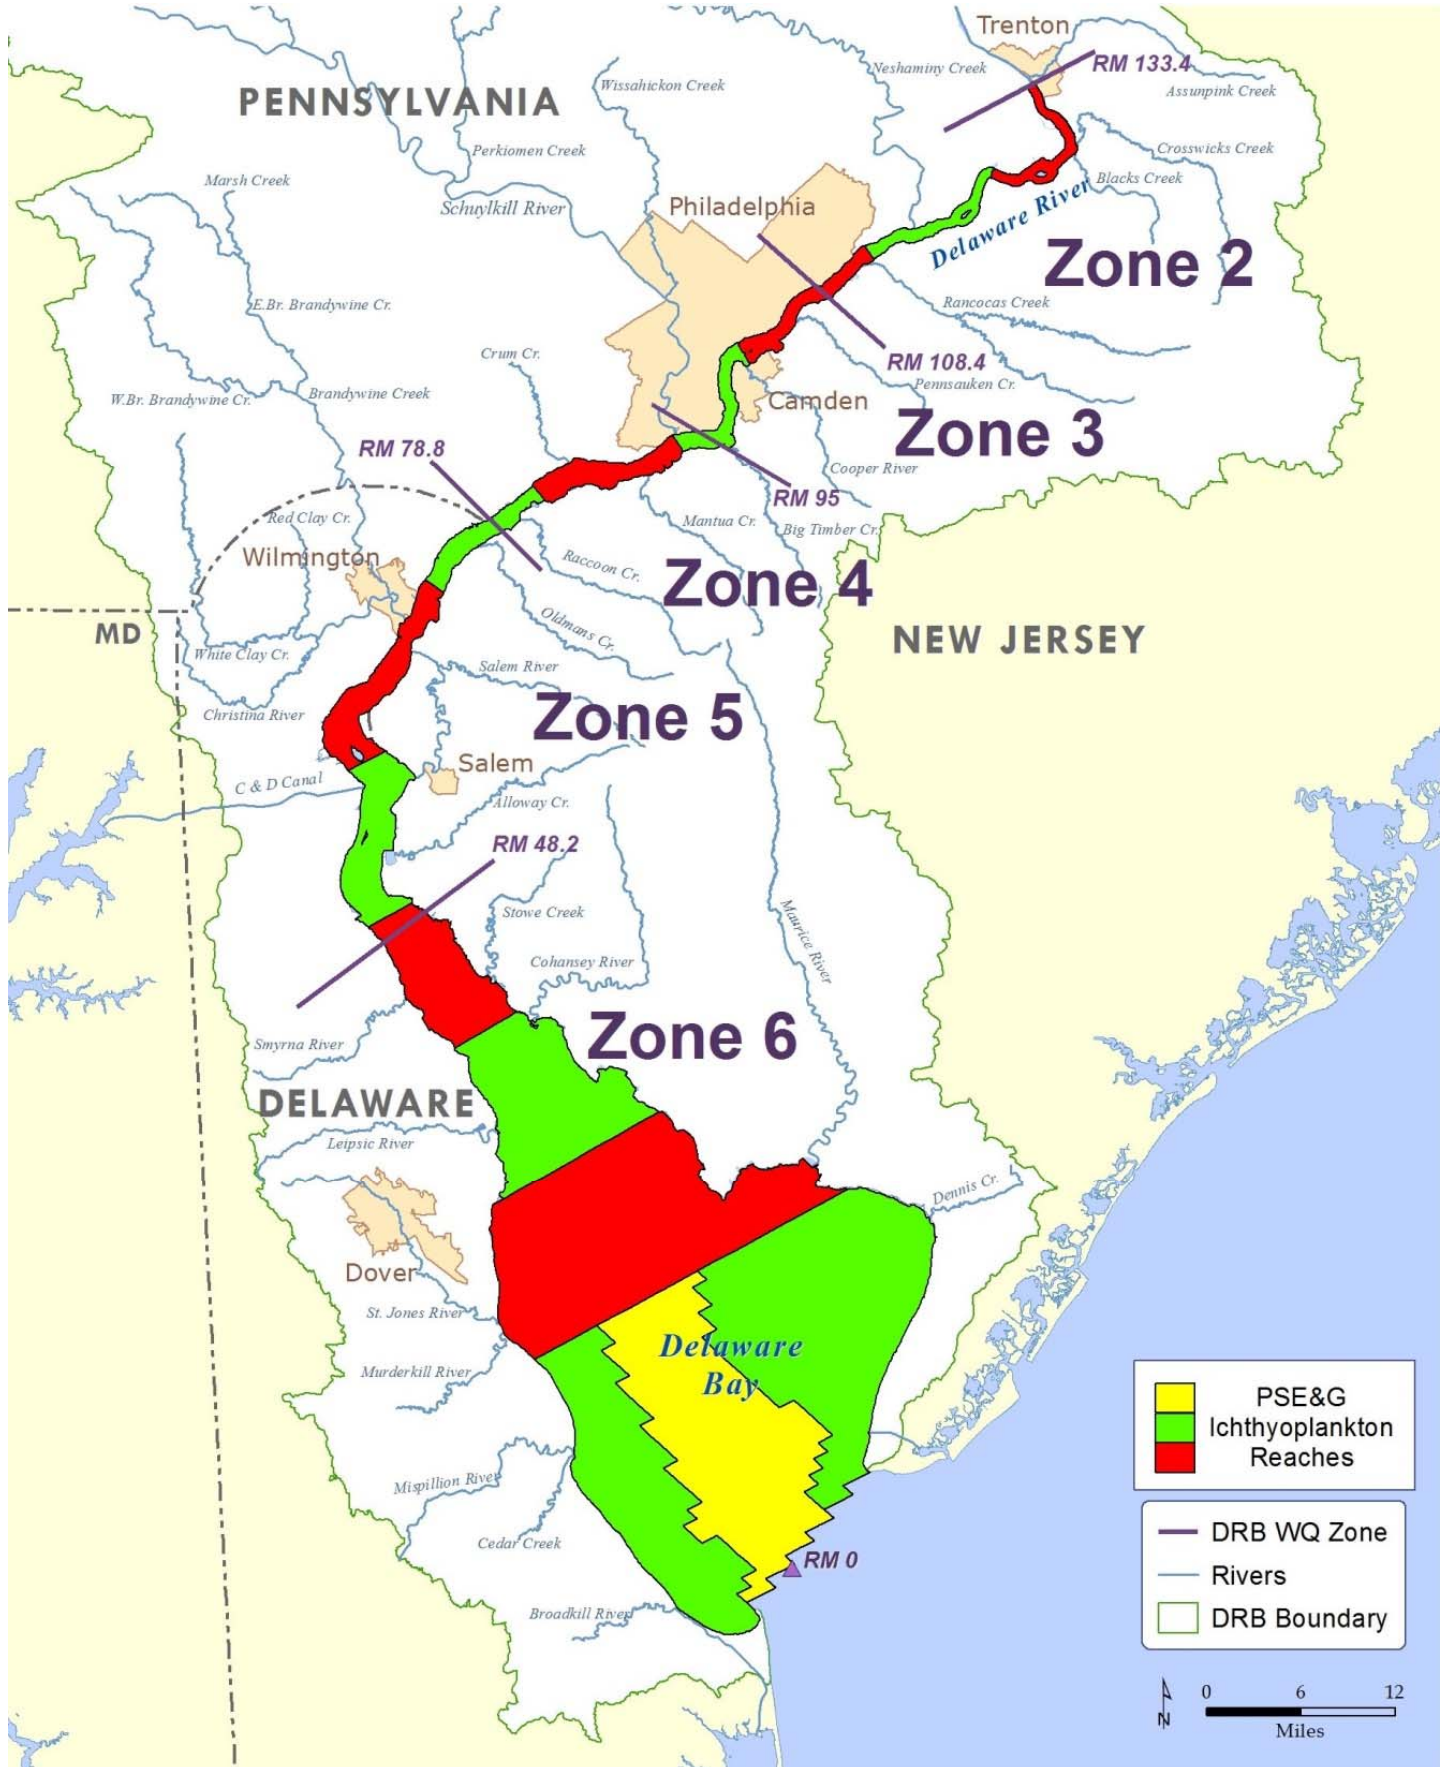 Trenton
RM 133.4
Neshaminy Creek
Wissahickon Creek
Assunpink Creek
PENNSYLVANIA
Perkiomen Creek
Crosswicks Creek
Marsh Creek
Blacks Creek
Schuylkill River
Philadelphia
Delaware River
Zone 2
E.Br. Brandywine Cr.
Rancocas Creek
Crum Cr.
RM 108.4
Pennsauken Cr.
W.Br. Brandywine Cr.
Brandywine Creek
Camden
Zone 3
RM 78.8
Cooper River
RM 95
Red Clay Cr.
Mantua Cr.
Big Timber Cr.
Wilmington
Raccoon Cr.
Zone 4
MD
Oldmans Cr.
NEW JERSEY
White Clay Cr.
Salem River
Christina River
Zone 5
Salem
C & D Canal
Alloway Cr.
RM 48.2
Stowe Creek
Maurice River
Cohansey River
Smyrna River
Zone 6
DELAWARE
Leipsic River
Dennis Cr.
Dover
St. Jones River
Delaware
Bay
Murderkill River
Mispillion River
Cedar Creek
RM 0
Broadkill River
PSE&G
Ichthyoplankton
Reaches
DRB WQ Zone
Rivers
DRB Boundary
N
0 6 12
Miles